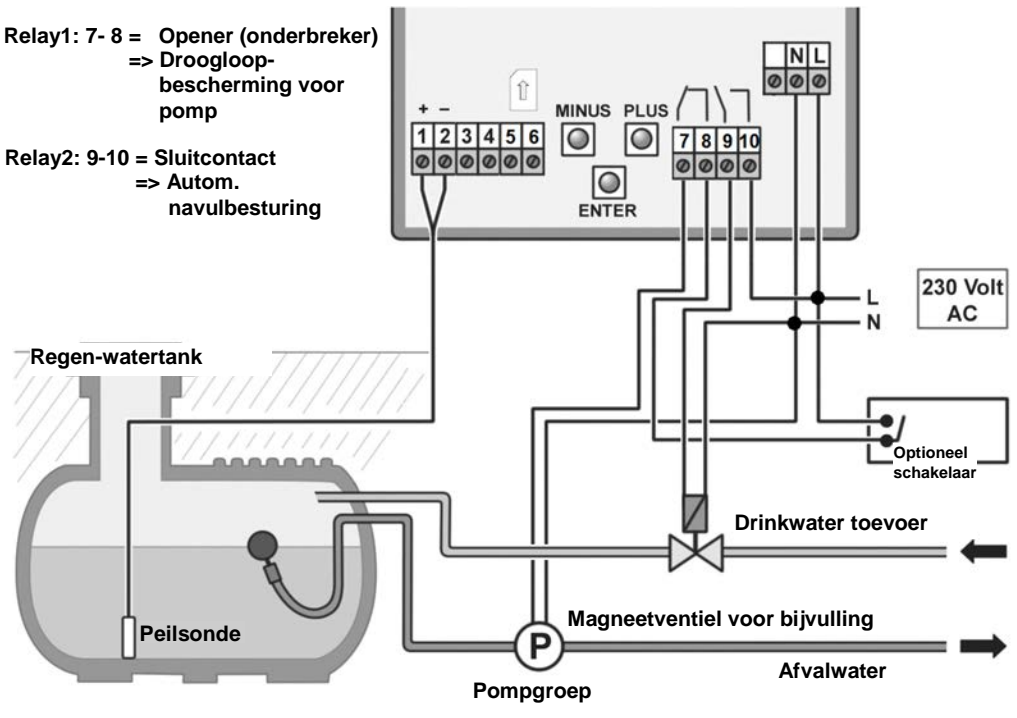 Relay1: 7- 8 = Opener (onderbreker)
=> Droogloop-
bescherming voor
pomp
Relay2: 9-10 = Sluitcontact
=> Autom.
navulbesturing
+ –
1 2 3 4 5 6
MINUS PLUS
ENTER
7 8 9 10
N L
L
N
230 Volt
AC
Regen-watertank
Optioneel
schakelaar
Drinkwater toevoer
Peilsonde
Magneetventiel voor bijvulling
P
Afvalwater
Pompgroep